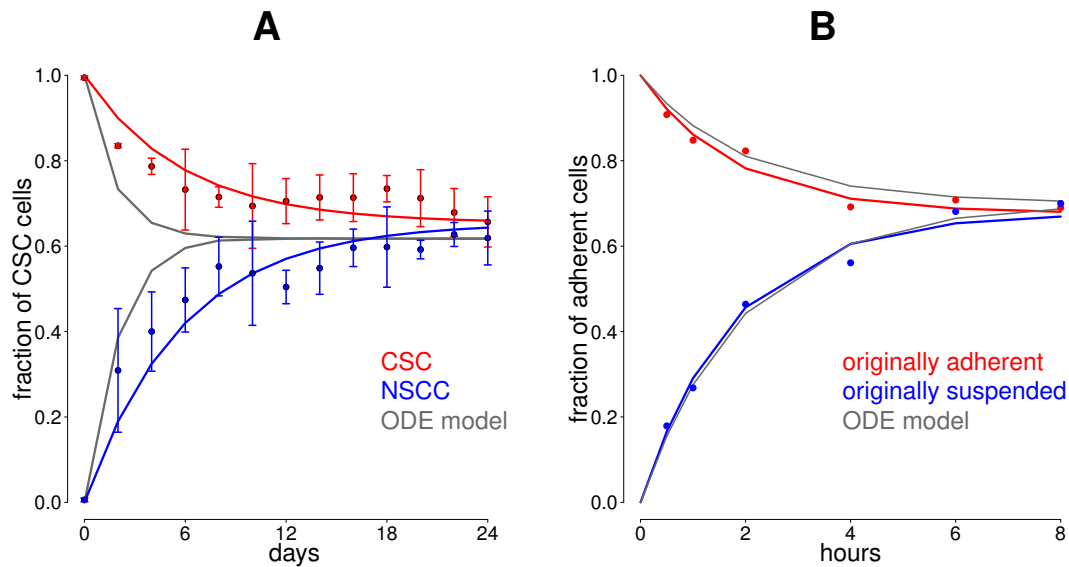 A
fraction of CSC cells
1.0
0.8
0.6
0.4
0.2
0.0
CSC
NSCC
ODE model
0 6 12 18 24
days
B
fraction of adherent cells
1.0
0.8
0.6
0.4
0.2
0.0
originally adherent
originally suspended
ODE model
0 2 4 6 8
hours